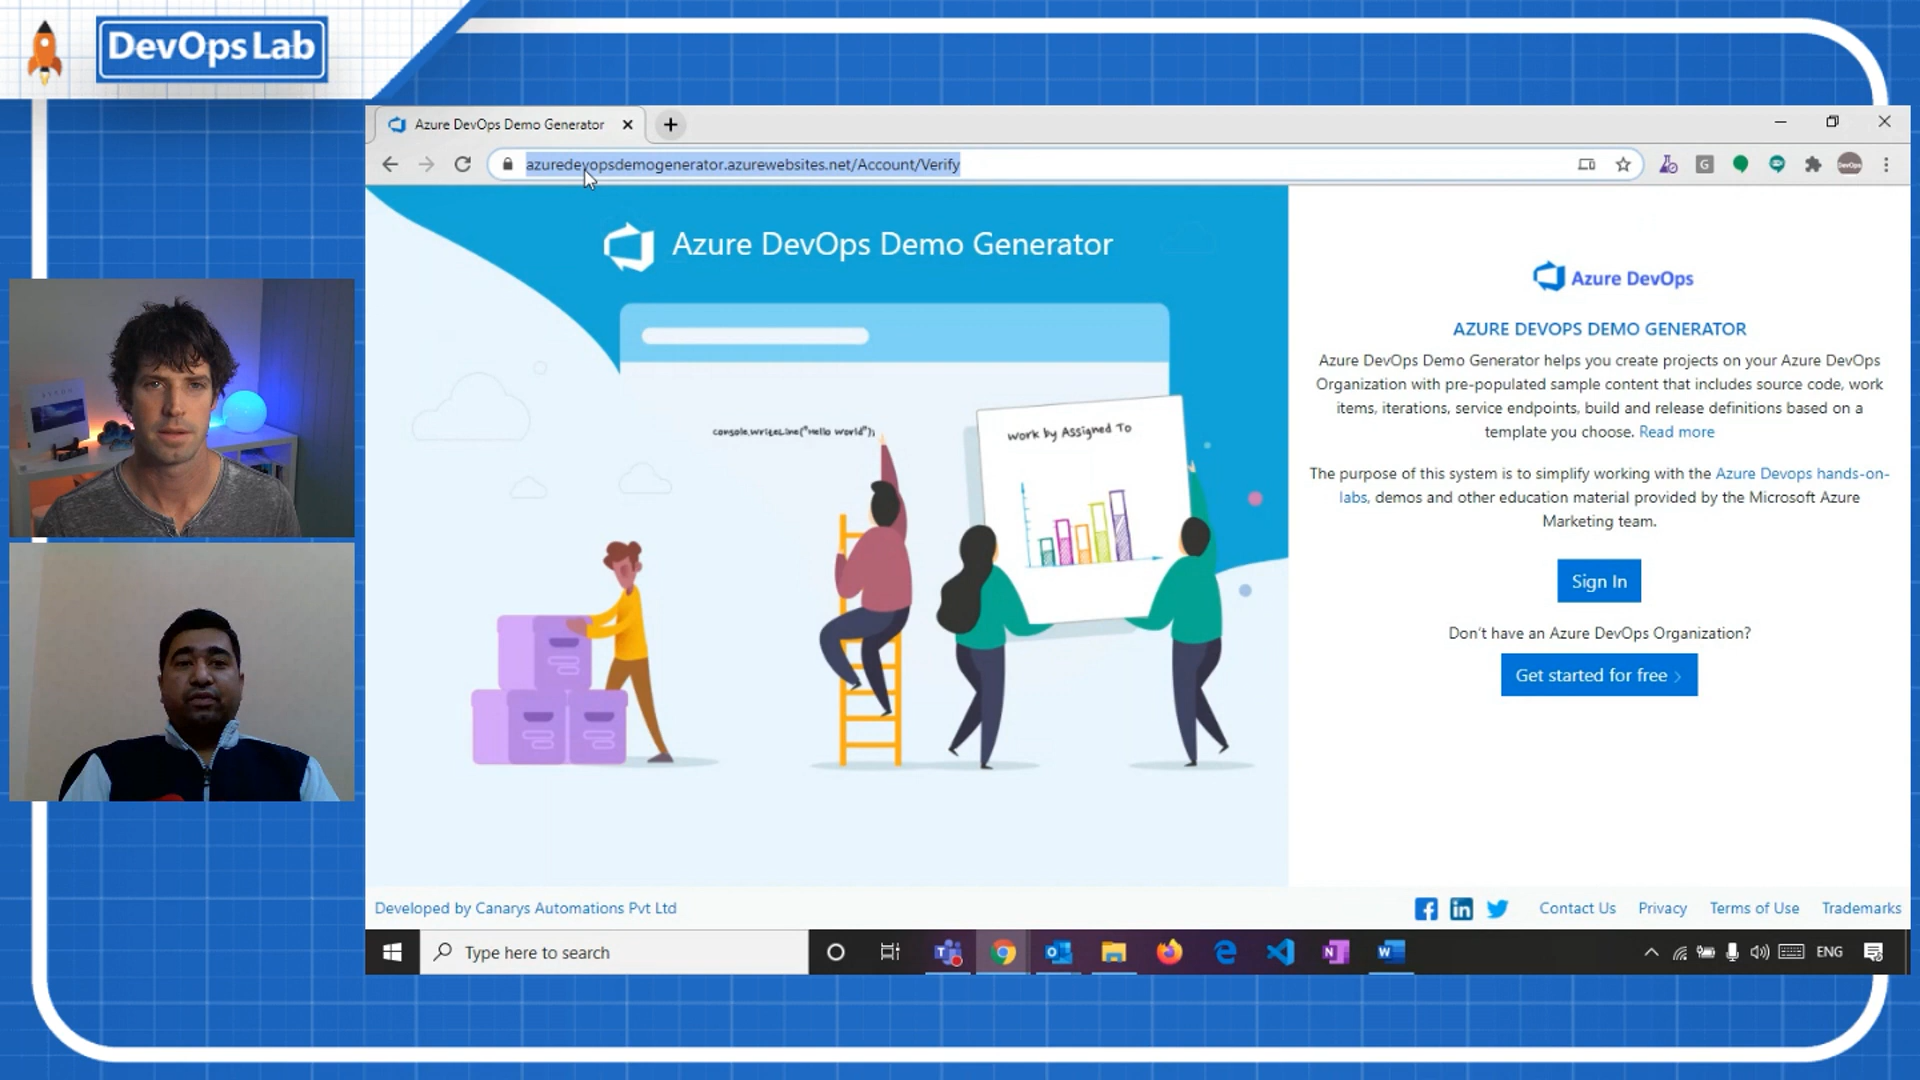 DevOps Lab
Azure DevOps Demo Generator
azuredevopsdemogenerator.azurewebsites.net/Account/Verify
G
DevOps
Azure DevOps Demo Generator
console.writeLine("Hello World");
Work by Assigned To
Azure DevOps
AZURE DEVOPS DEMO GENERATOR
Azure DevOps Demo Generator helps you create projects on your Azure DevOps
Organization with pre-populated sample content that includes source code, work
items, iterations, service endpoints, build and release definitions based on a
template you choose. Read more
The purpose of this system is to simplify working with the Azure Devops hands-on-
labs, demos and other education material provided by the Microsoft Azure
Marketing team.
Sign In
Don't have an Azure DevOps Organization?
Get started for free >
Developed by Canarys Automations Pvt Ltd
Contact Us Privacy Terms of Use Trademarks
Type here to search
ENG